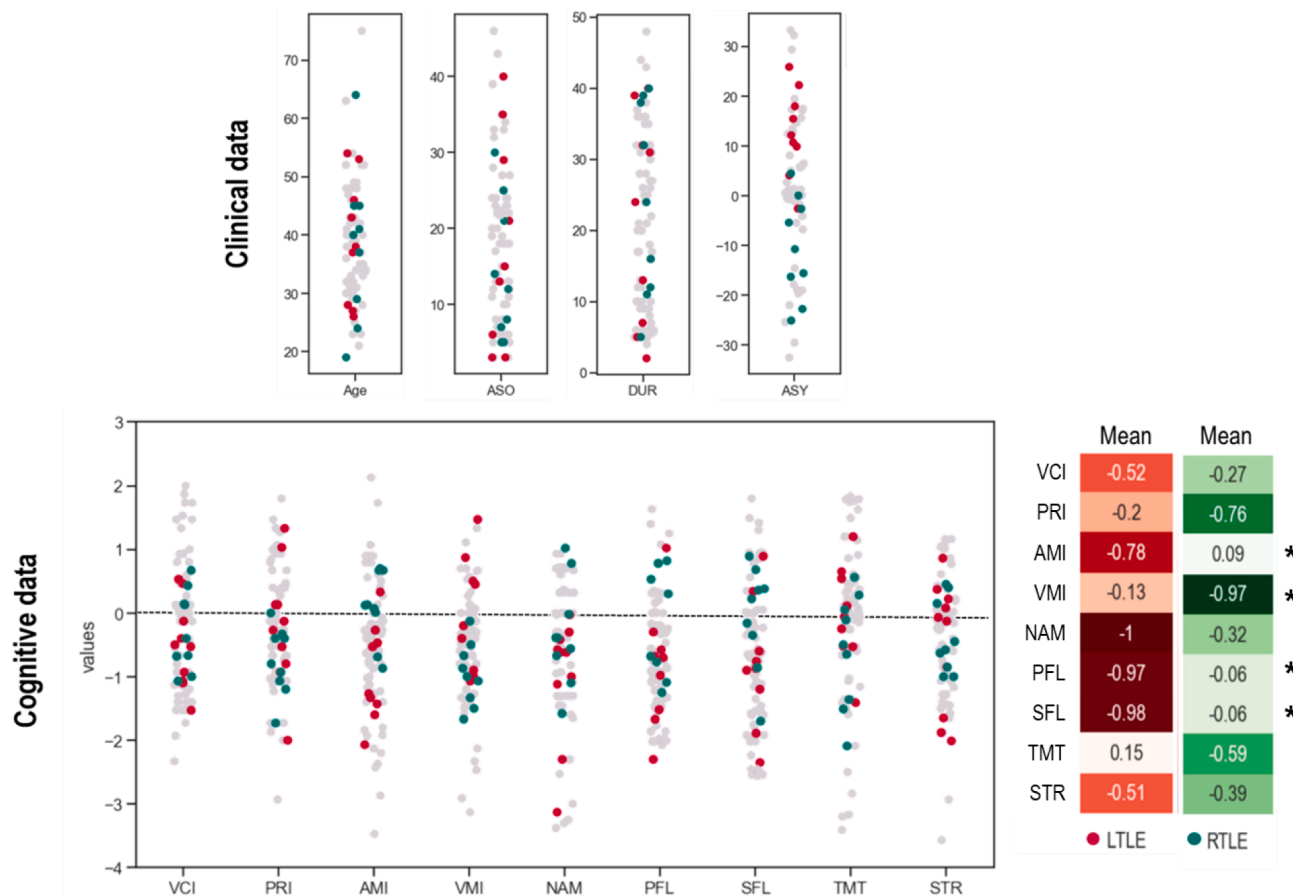 Clinical data
70
60
50
40
30
20
Age
40
30
20
10
ASO
50
40
30
20
10
0
DUR
30
20
10
0
−10
−20
−30
ASY
Cognitive data
values
3
2
1
0
−1
−2
−3
−4
VCI PRI AMI VMI NAM PFL SFL TMT STR
Mean Mean
VCI -0.52 -0.27
PRI -0.2 -0.76
AMI -0.78 0.09 *
VMI -0.13 -0.97 *
NAM -1 -0.32
PFL -0.97 -0.06 *
SFL -0.98 -0.06 *
TMT 0.15 -0.59
STR -0.51 -0.39
LTLE RTLE